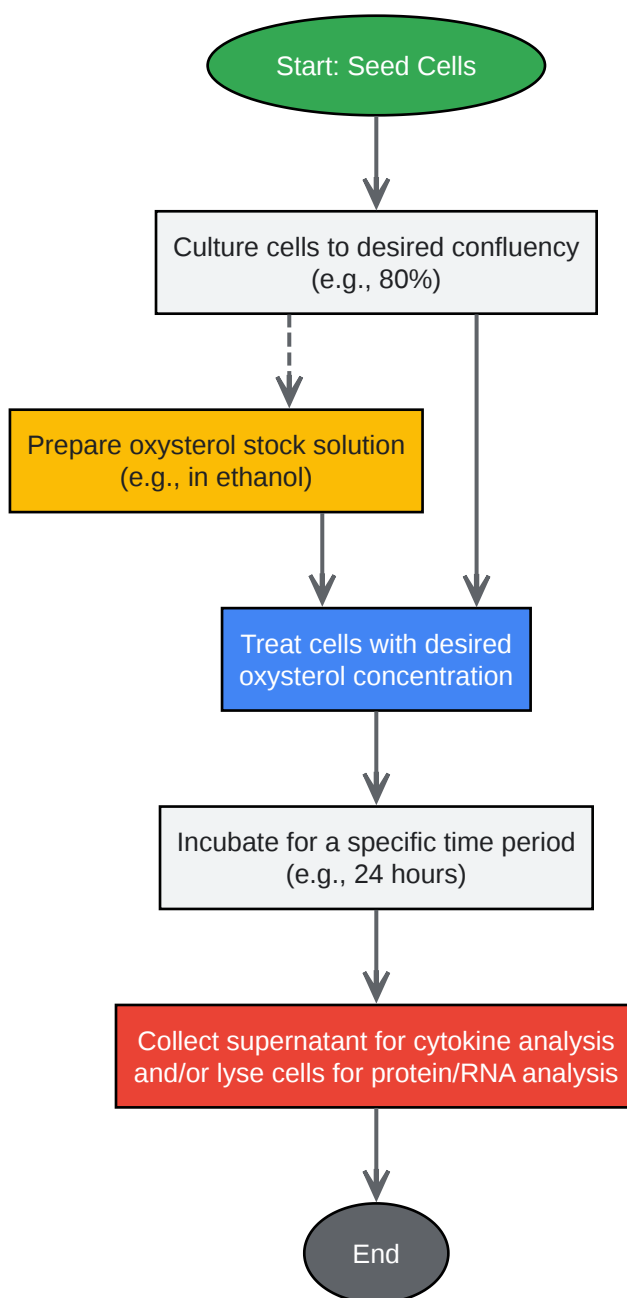 Start: Seed Cells
Culture cells to desired confluency
(e.g., 80%)
Prepare oxysterol stock solution
(e.g., in ethanol)
Treat cells with desired
oxysterol concentration
Incubate for a specific time period
(e.g., 24 hours)
Collect supernatant for cytokine analysis
and/or lyse cells for protein/RNA analysis
End